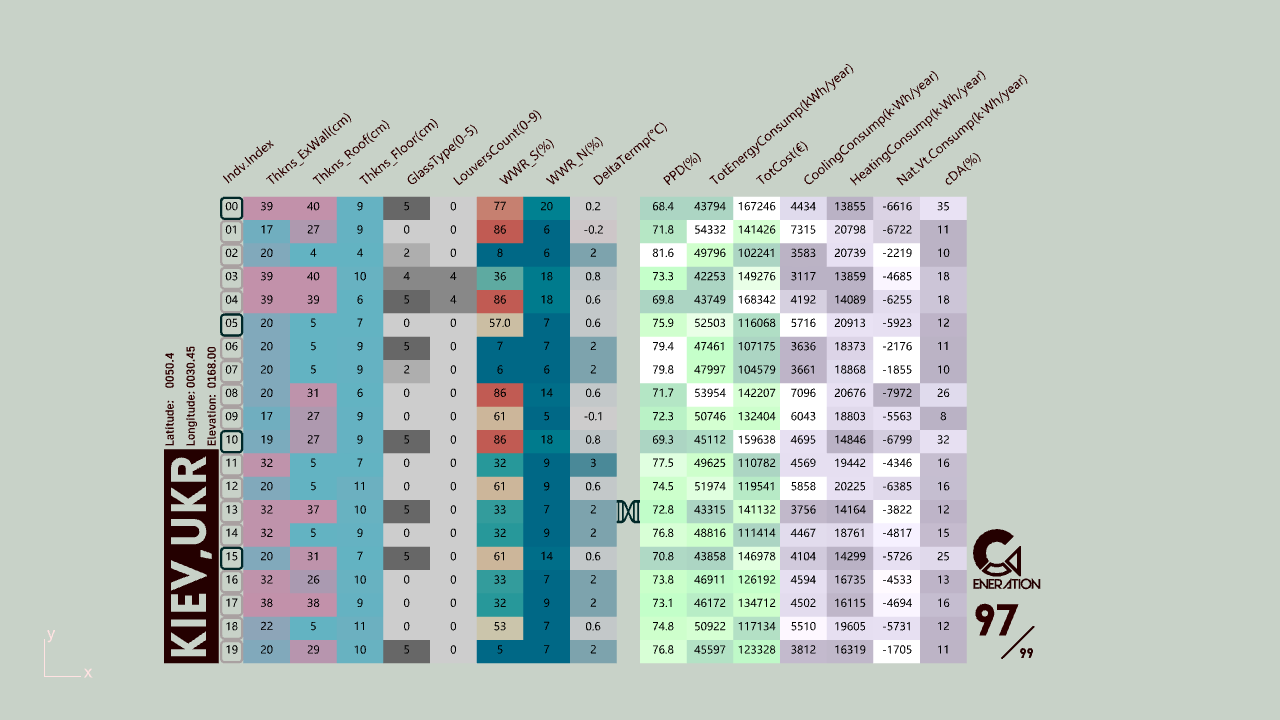 Indv.Index Thkns_ExWall(cm) Thkns_Roof(cm) Thkns_Floor(cm) GlassType(0-5) LouversCount(0-9) WWR_S(%) WWR_N(%) DeltaTermp(°C) PPD(%) TotEnergyConsump(kWh/year) TotCost(€) CoolingConsump(k·Wh/year) HeatingConsump(k·Wh/year) Nat.Vt.Consump(k·Wh/year) cDA(%)
00 39 40 9 5 0 77 20 0.2 68.4 43794 167246 4434 13855 -6616 35
01 17 27 9 0 0 86 6 -0.2 71.8 54332 141426 7315 20798 -6722 11
02 20 4 4 2 0 8 6 2 81.6 49796 102241 3583 20739 -2219 10
03 39 40 10 4 4 36 18 0.8 73.3 42253 149276 3117 13859 -4685 18
04 39 39 6 5 4 86 18 0.6 69.8 43749 168342 4192 14089 -6255 18
05 20 5 7 0 0 57.0 7 0.6 75.9 52503 116068 5716 20913 -5923 12
06 20 5 9 5 0 7 7 2 79.4 47461 107175 3636 18373 -2176 11
07 20 5 9 2 0 6 6 2 79.8 47997 104579 3661 18868 -1855 10
08 20 31 6 0 0 86 14 0.6 71.7 53954 142207 7096 20676 -7972 26
09 17 27 9 0 0 61 5 -0.1 72.3 50746 132404 6043 18803 -5563 8
10 19 27 9 5 0 86 18 0.8 69.3 45112 159638 4695 14846 -6799 32
11 32 5 7 0 0 32 9 3 77.5 49625 110782 4569 19442 -4346 16
12 20 5 11 0 0 61 9 0.6 74.5 51974 119541 5858 20225 -6385 16
13 32 37 10 5 0 33 7 2 72.8 43315 141132 3756 14164 -3822 12
14 32 5 9 0 0 32 9 2 76.8 48816 111414 4467 18761 -4817 15
15 20 31 7 5 0 61 14 0.6 70.8 43858 146978 4104 14299 -5726 25
16 32 26 10 0 0 33 7 2 73.8 46911 126192 4594 16735 -4533 13
17 38 38 9 0 0 32 9 2 73.1 46172 134712 4502 16115 -4694 16
18 22 5 11 0 0 53 7 0.6 74.8 50922 117134 5510 19605 -5731 12
19 20 29 10 5 0 5 7 2 76.8 45597 123328 3812 16319 -1705 11
Latitude: 0050.4
Longitude: 0030.45
Elevation: 0168.00
KIEV,UKR
G
ENERATION
97/99
y
x